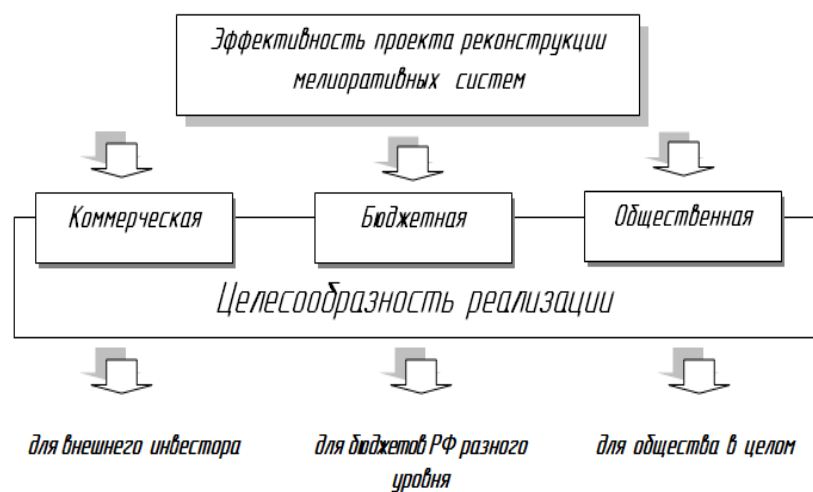 Эффективность проекта реконструкции
мелиоративных систем
Коммерческая
Бюджетная
Общественная
Целесообразность реализации
для внешнего инвестора
для бюджетов РФ разного
уровня
для общества в целом